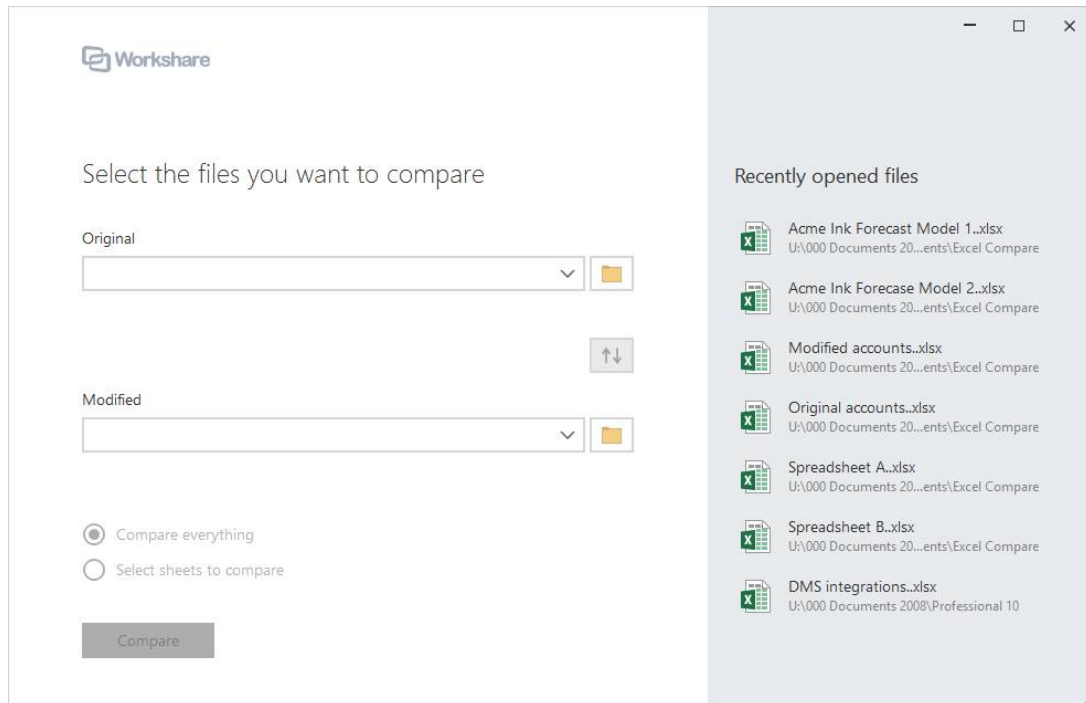 Workshare
Select the files you want to compare
Original
Modified
Compare everything
Select sheets to compare
Compare
Recently opened files
Acme Ink Forecast Model 1..xlsx
U:\000 Documents 20...ents\Excel Compare
Acme Ink Forecase Model 2..xlsx
U:\000 Documents 20...ents\Excel Compare
Modified accounts..xlsx
U:\000 Documents 20...ents\Excel Compare
Original accounts..xlsx
U:\000 Documents 20...ents\Excel Compare
Spreadsheet A..xlsx
U:\000 Documents 20...ents\Excel Compare
Spreadsheet B..xlsx
U:\000 Documents 20...ents\Excel Compare
DMS integrations..xlsx
U:\000 Documents 2008\Professional 10